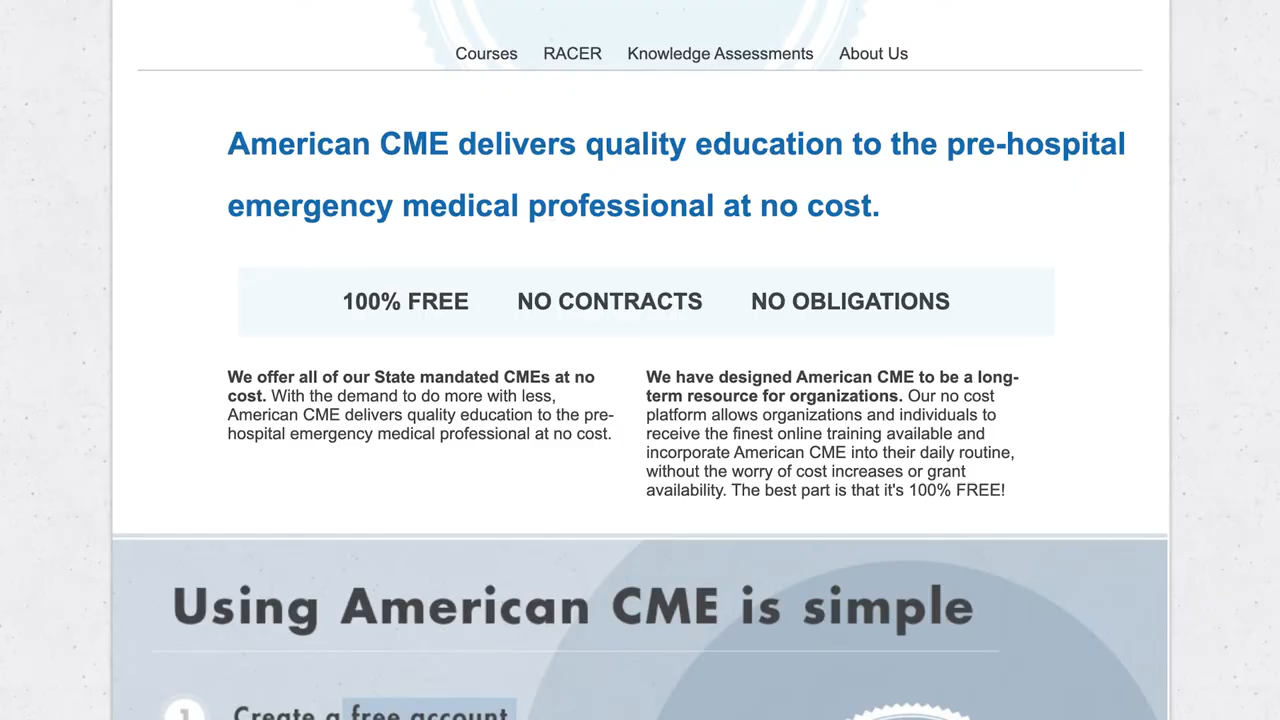 Courses RACER Knowledge Assessments About Us
American CME delivers quality education to the pre-hospital
emergency medical professional at no cost.
100% FREE NO CONTRACTS NO OBLIGATIONS
We offer all of our State mandated CMEs at no
cost. With the demand to do more with less,
American CME delivers quality education to the pre-
hospital emergency medical professional at no cost.
We have designed American CME to be a long-
term resource for organizations. Our no cost
platform allows organizations and individuals to
receive the finest online training available and
incorporate American CME into their daily routine,
without the worry of cost increases or grant
availability. The best part is that it's 100% FREE!
Using American CME is simple
1 Create a free account